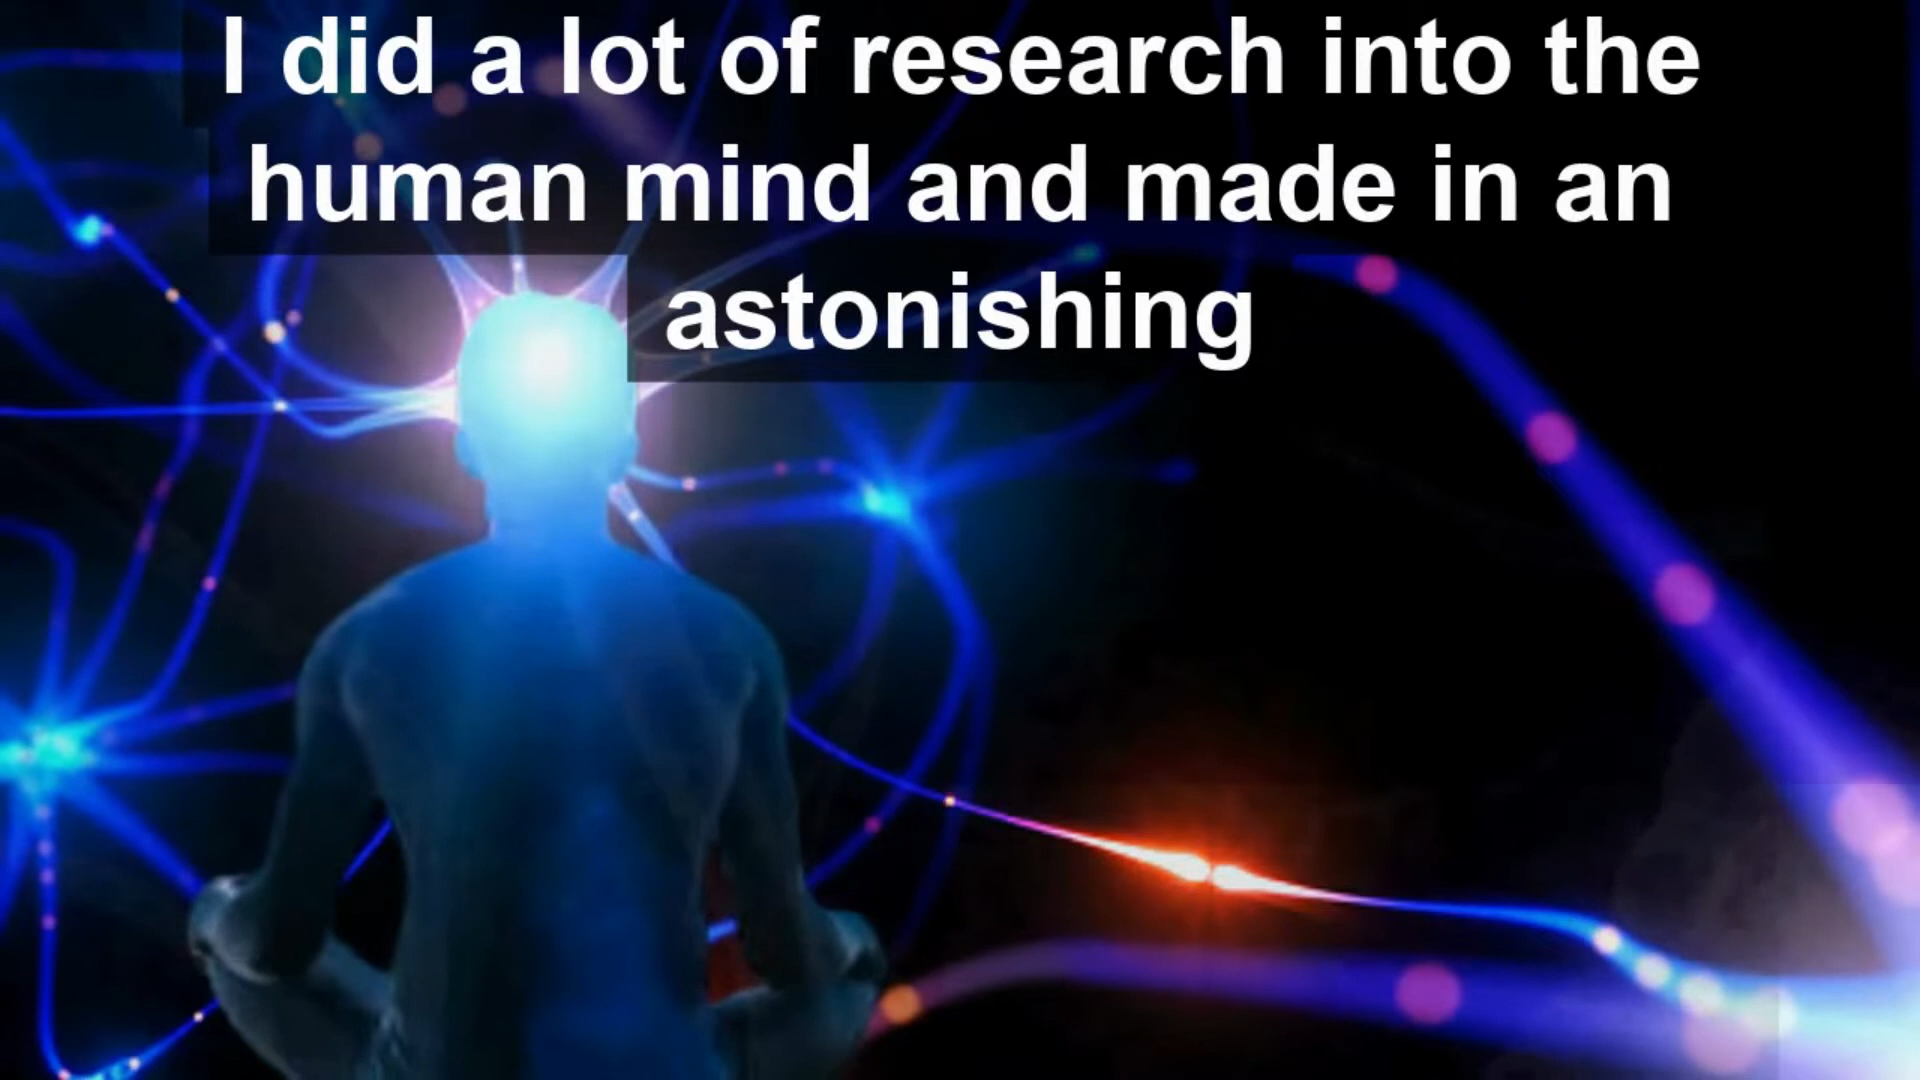 I did a lot of research into the
human mind and made in an
astonishing